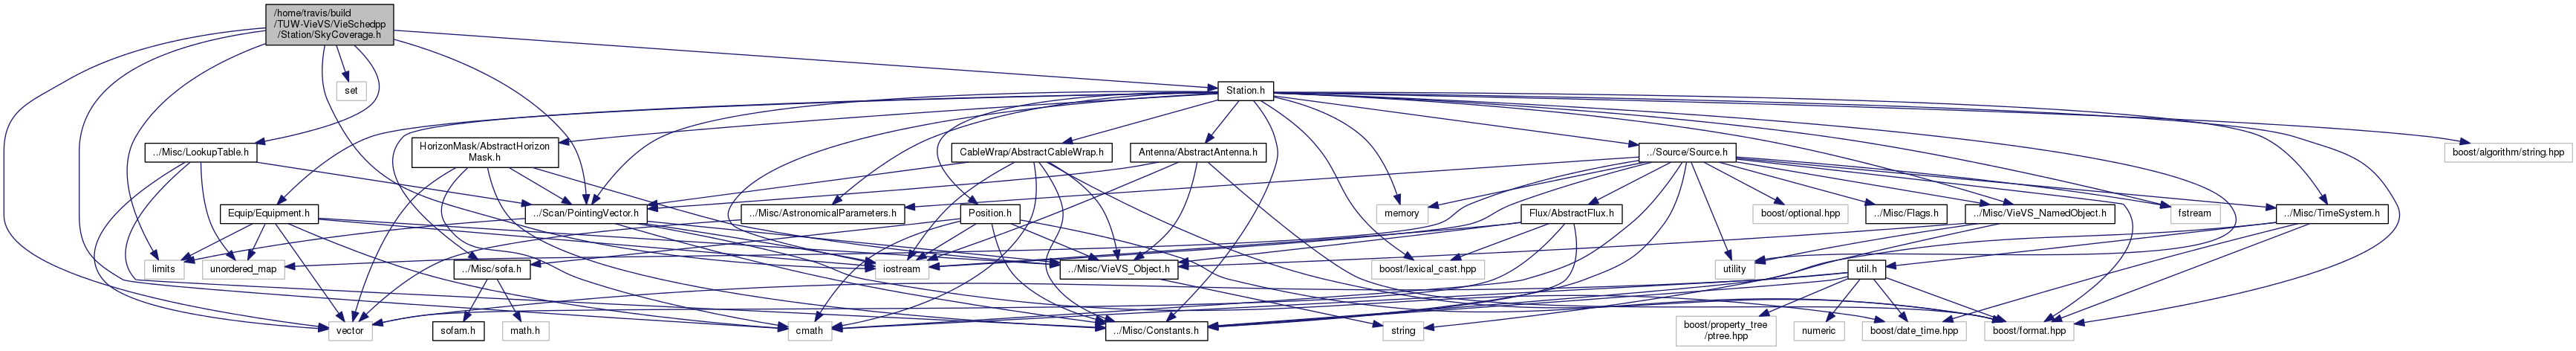 /home/travis/build
/TUW-VieVS/VieSchedpp
/Station/SkyCoverage.h
set
Station.h
../Misc/LookupTable.h
HorizonMask/AbstractHorizon
Mask.h
CableWrap/AbstractCableWrap.h
Antenna/AbstractAntenna.h
../Source/Source.h
boost/algorithm/string.hpp
Equip/Equipment.h
../Scan/PointingVector.h
../Misc/AstronomicalParameters.h
Position.h
memory
Flux/AbstractFlux.h
boost/optional.hpp
../Misc/Flags.h
../Misc/VieVS_NamedObject.h
fstream
../Misc/TimeSystem.h
limits
unordered_map
../Misc/sofa.h
iostream
../Misc/VieVS_Object.h
boost/lexical_cast.hpp
utility
util.h
vector
sofam.h
math.h
cmath
../Misc/Constants.h
string
boost/property_tree
/ptree.hpp
numeric
boost/date_time.hpp
boost/format.hpp